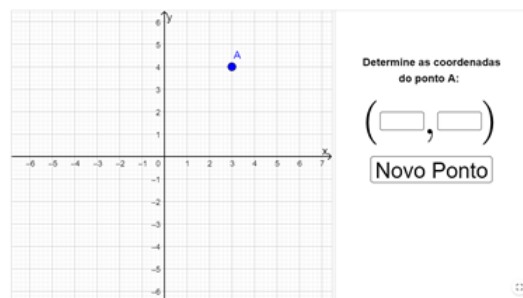 y
6
5
A
4
3
2
1
x
-6 -5 -4 -3 -2 -1 0 1 2 3 4 5 6 7
-1
-2
-3
-4
-5
-6
Determine as coordenadas
do ponto A:
( , )
Novo Ponto